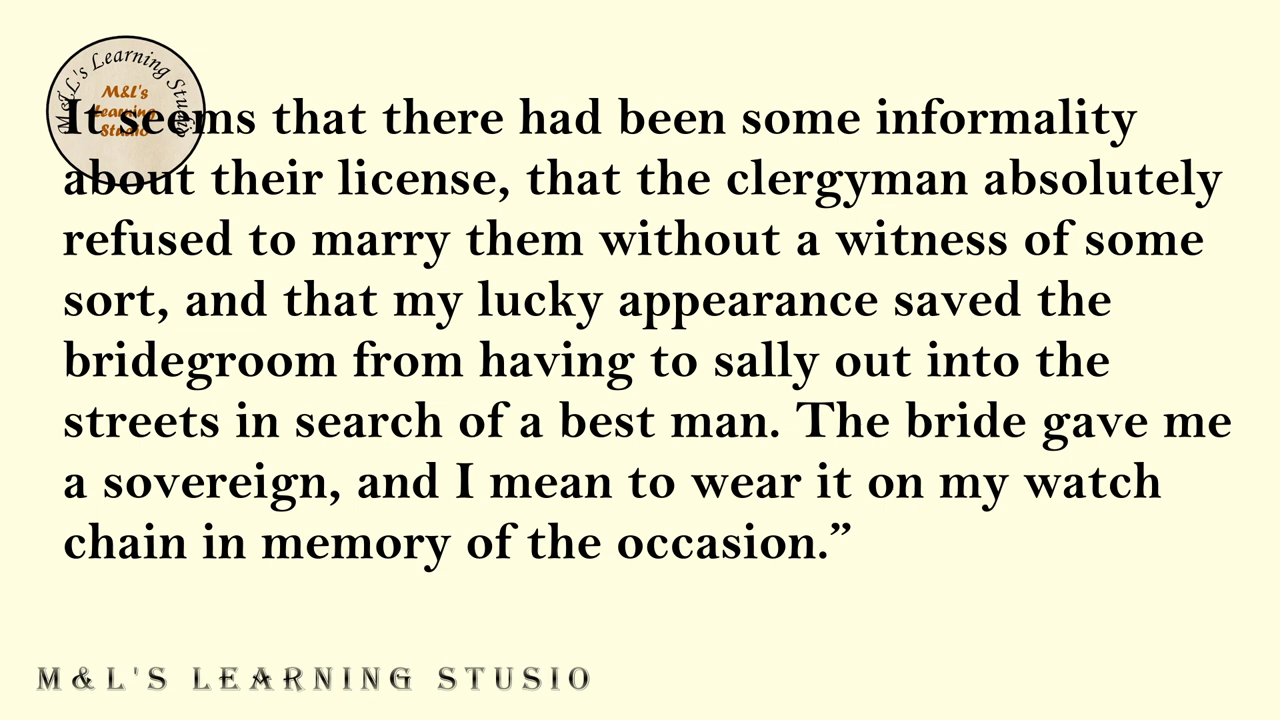 M&L's Learning Studio
M&L's
Learning
Studio
It seems that there had been some informality
about their license, that the clergyman absolutely
refused to marry them without a witness of some
sort, and that my lucky appearance saved the
bridegroom from having to sally out into the
streets in search of a best man. The bride gave me
a sovereign, and I mean to wear it on my watch
chain in memory of the occasion.”
M&L'S LEARNING STUSIO